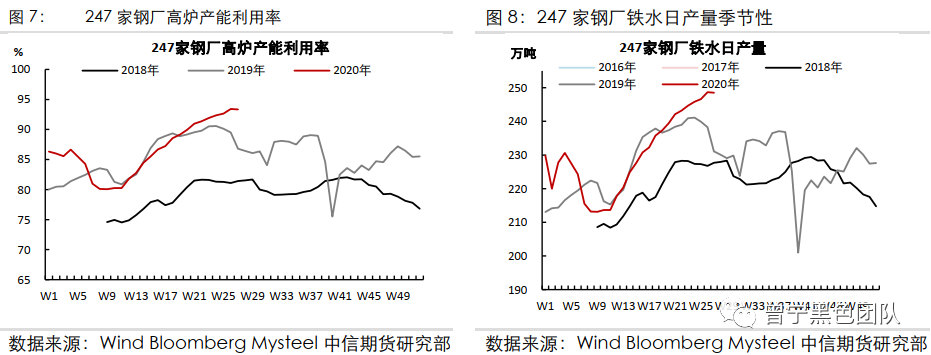 图 7： 247 家钢厂高炉产能利用率
247家钢厂高炉产能利用率
%
2018年 2019年 2020年
100
95
90
85
80
75
70
65
W1 W5 W9 W13 W17 W21 W25 W29 W33 W37 W41 W45 W49
数据来源：Wind Bloomberg Mysteel 中信期货研究部
图 8：247 家钢厂铁水日产量季节性
247家钢厂铁水日产量
万吨
2016年 2017年 2018年
2019年 2020年
250
240
230
220
210
200
190
W1 W5 W9 W13 W17 W21 W25 W33
曾宁黑色团队
数据来源：Wind Bloomberg Mysteel 中信期货研究部